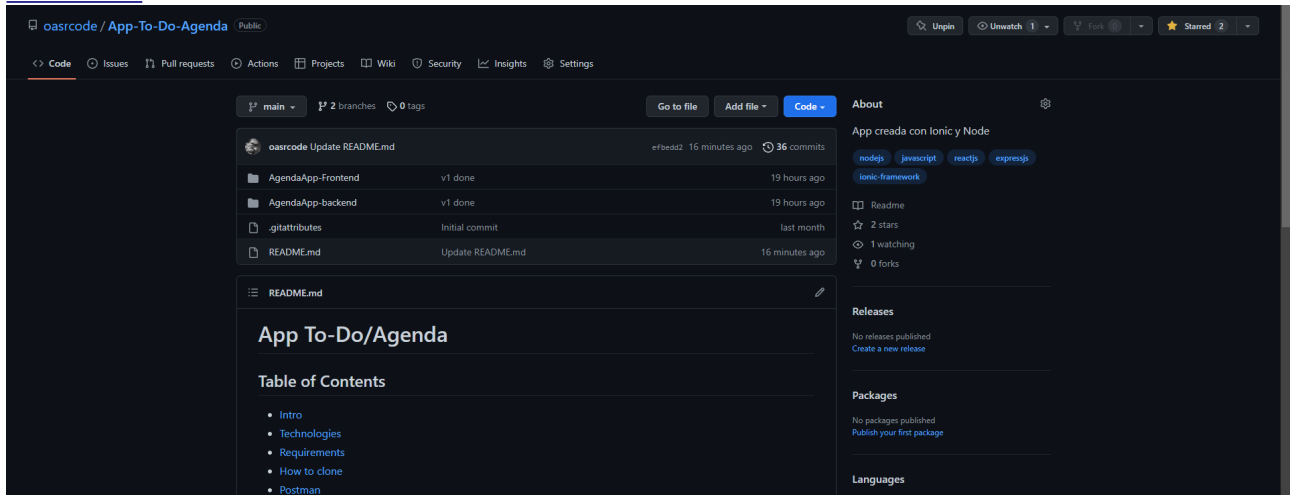 oasrcode / App-To-Do-Agenda Public
Unpin Unwatch 1 Fork 0 Starred 2
Code Issues Pull requests Actions Projects Wiki Security Insights Settings
main 2 branches 0 tags Go to file Add file Code
oasrcode Update README.md efbedd2 16 minutes ago 36 commits
AgendaApp-Frontend v1 done 19 hours ago
AgendaApp-backend v1 done 19 hours ago
.gitattributes Initial commit last month
README.md Update README.md 16 minutes ago
README.md
App To-Do/Agenda
Table of Contents
Intro
Technologies
Requirements
How to clone
Postman
About
App creada con Ionic y Node
nodejs javascript reactjs expressjs
ionic-framework
Readme
2 stars
1 watching
0 forks
Releases
No releases published
Create a new release
Packages
No packages published
Publish your first package
Languages